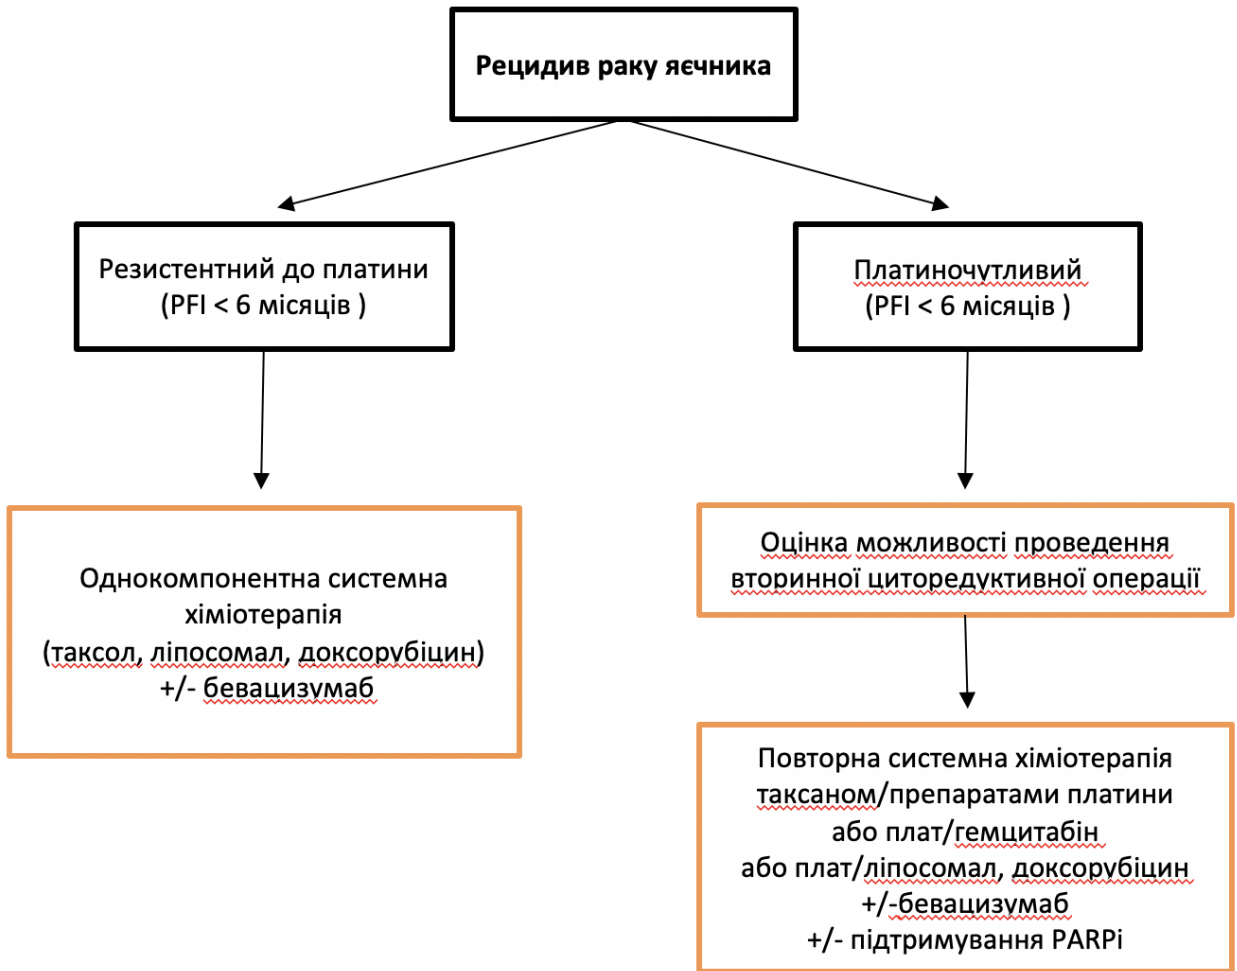 Рецидив раку яєчника
Резистентний до платини
(PFI < 6 місяців )
Платиночутливий
(PFI < 6 місяців )
Однокомпонентна системна
хіміотерапія
(таксол, ліпосомал, доксорубіцин)
+/- бевацизумаб
Оцінка можливості проведення
вторинної циторедуктивної операції
Повторна системна хіміотерапія
таксаном/препаратами платини
або плат/гемцитабін
або плат/ліпосомал, доксорубіцин
+/-бевацизумаб
+/- підтримування PARPi